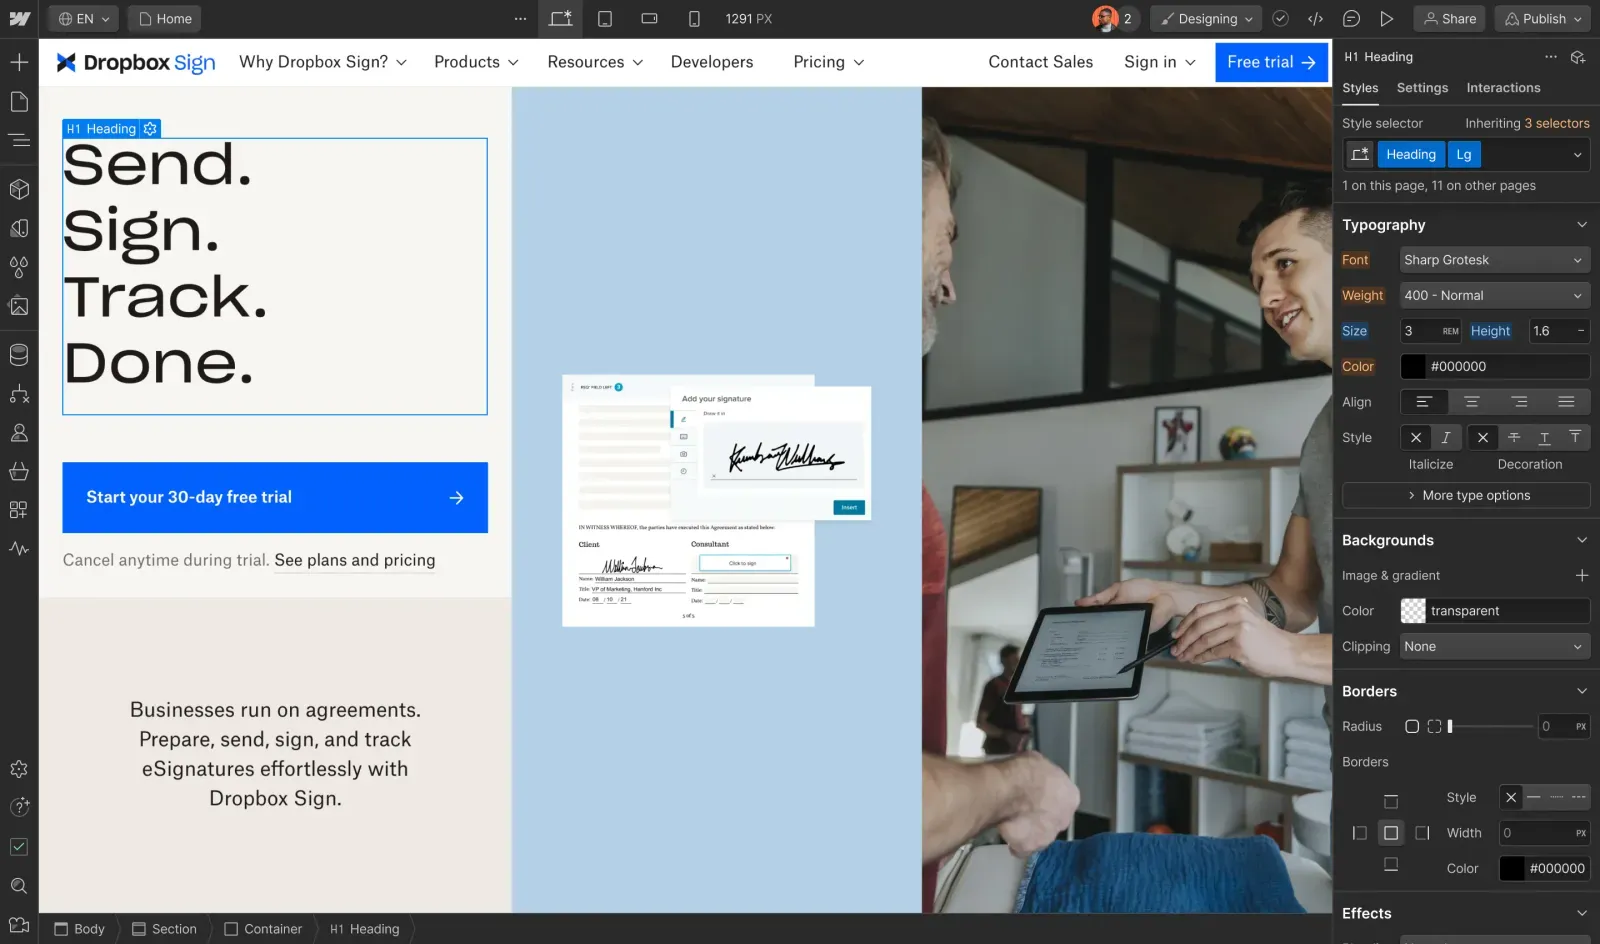 EN
Home
1291 PX
2
Designing
Share
Publish
Dropbox Sign
Why Dropbox Sign?
Products
Resources
Developers
Pricing
Contact Sales
Sign in
Free trial
H1 Heading
Send.
Sign.
Track.
Done.
Start your 30-day free trial
Cancel anytime during trial. See plans and pricing
Businesses run on agreements.
Prepare, send, sign, and track
eSignatures effortlessly with
Dropbox Sign.
3
Add your signature
Draw it in
Insert
IN WITNESS WHEREOF, the parties have executed this Agreement as stated below.
Client
Consultant
Click to sign
Name: William Jackson
Name:
Title: VP of Marketing, Hanford Inc
Title:
Date: 08 / 10 / 21
Date:
5 of 5
Body
Section
Container
H1 Heading
H1 Heading
Styles
Settings
Interactions
Style selector
Inheriting 3 selectors
Heading
Lg
1 on this page, 11 on other pages
Typography
Font
Sharp Grotesk
Weight
400 - Normal
Size
3 REM
Height
1.6 –
Color
#000000
Align
Style
Italicize
Decoration
More type options
Backgrounds
Image & gradient
Color
transparent
Clipping
None
Borders
Radius
0 PX
Borders
Style
Width
0 PX
Color
#000000
Effects